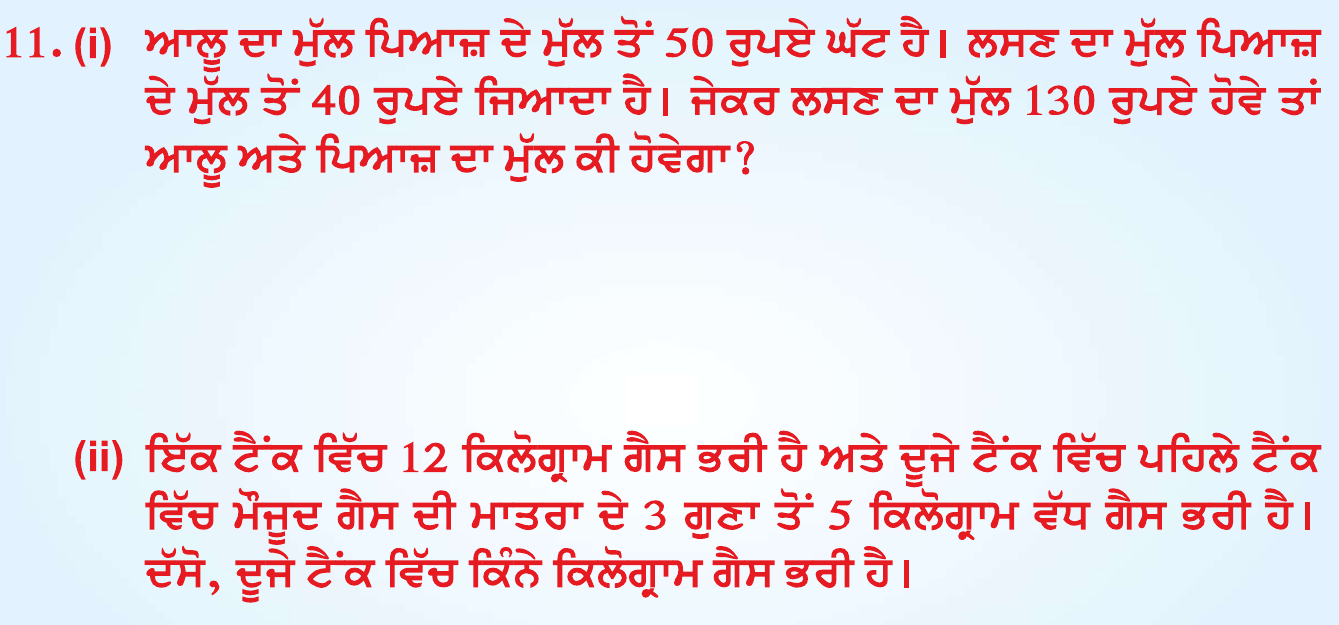 11. (i) ਆਲੂ ਦਾ ਮੁੱਲ ਪਿਆਜ਼ ਦੇ ਮੁੱਲ ਤੋਂ 50 ਰੁਪਏ ਘੱਟ ਹੈ। ਲਸਣ ਦਾ ਮੁੱਲ ਪਿਆਜ਼
ਦੇ ਮੁੱਲ ਤੋਂ 40 ਰੁਪਏ ਜਿਆਦਾ ਹੈ। ਜੇਕਰ ਲਸਣ ਦਾ ਮੁੱਲ 130 ਰੁਪਏ ਹੋਵੇ ਤਾਂ
ਆਲੂ ਅਤੇ ਪਿਆਜ਼ ਦਾ ਮੁੱਲ ਕੀ ਹੋਵੇਗਾ?
(ii) ਇੱਕ ਟੈਂਕ ਵਿੱਚ 12 ਕਿਲੋਗ੍ਰਾਮ ਗੈਸ ਭਰੀ ਹੈ ਅਤੇ ਦੂਜੇ ਟੈਂਕ ਵਿੱਚ ਪਹਿਲੇ ਟੈਂਕ
ਵਿੱਚ ਮੌਜੂਦ ਗੈਸ ਦੀ ਮਾਤਰਾ ਦੇ 3 ਗੁਣਾ ਤੋਂ 5 ਕਿਲੋਗ੍ਰਾਮ ਵੱਧ ਗੈਸ ਭਰੀ ਹੈ।
ਦੱਸੋ, ਦੂਜੇ ਟੈਂਕ ਵਿੱਚ ਕਿੰਨੇ ਕਿਲੋਗ੍ਰਾਮ ਗੈਸ ਭਰੀ ਹੈ।